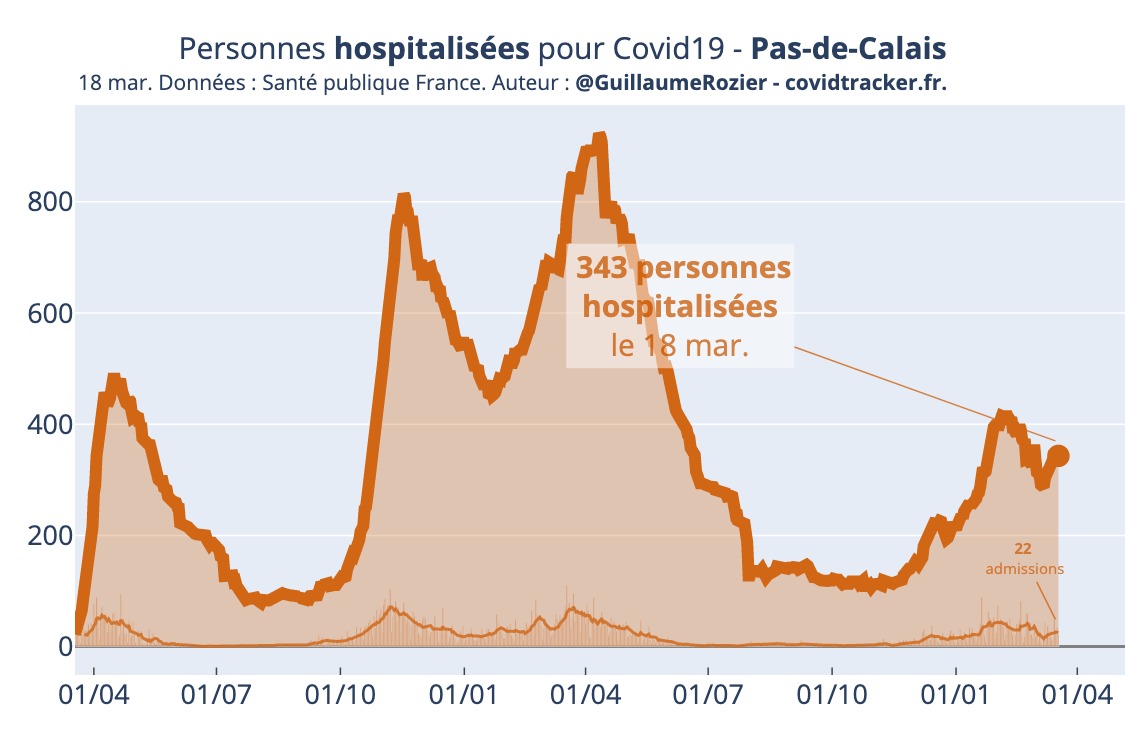 Personnes hospitalisées pour Covid19 - Pas-de-Calais
18 mar. Données : Santé publique France. Auteur : @GuillaumeRozier - covidtracker.fr.
800
600
400
200
0
343 personnes
hospitalisées
le 18 mar.
22
admissions
01/04
01/07
01/10
01/01
01/04
01/07
01/10
01/01
01/04